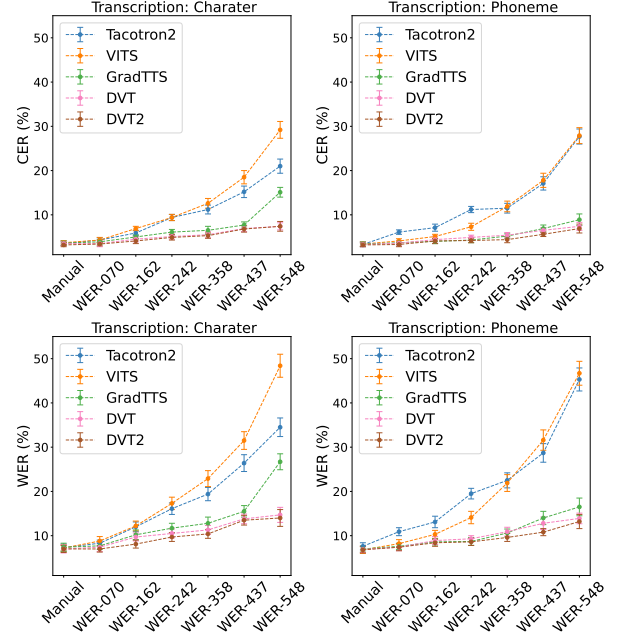 Transcription: Charater
Transcription: Phoneme
CER (%)
50
40
30
20
10
Tacotron2
VITS
GradTTS
DVT
DVT2
Manual
WER-070
WER-162
WER-242
WER-358
WER-437
WER-548
CER (%)
50
40
30
20
10
Tacotron2
VITS
GradTTS
DVT
DVT2
Manual
WER-070
WER-162
WER-242
WER-358
WER-437
WER-548
Transcription: Charater
Transcription: Phoneme
WER (%)
50
40
30
20
10
Tacotron2
VITS
GradTTS
DVT
DVT2
Manual
WER-070
WER-162
WER-242
WER-358
WER-437
WER-548
WER (%)
50
40
30
20
10
Tacotron2
VITS
GradTTS
DVT
DVT2
Manual
WER-070
WER-162
WER-242
WER-358
WER-437
WER-548